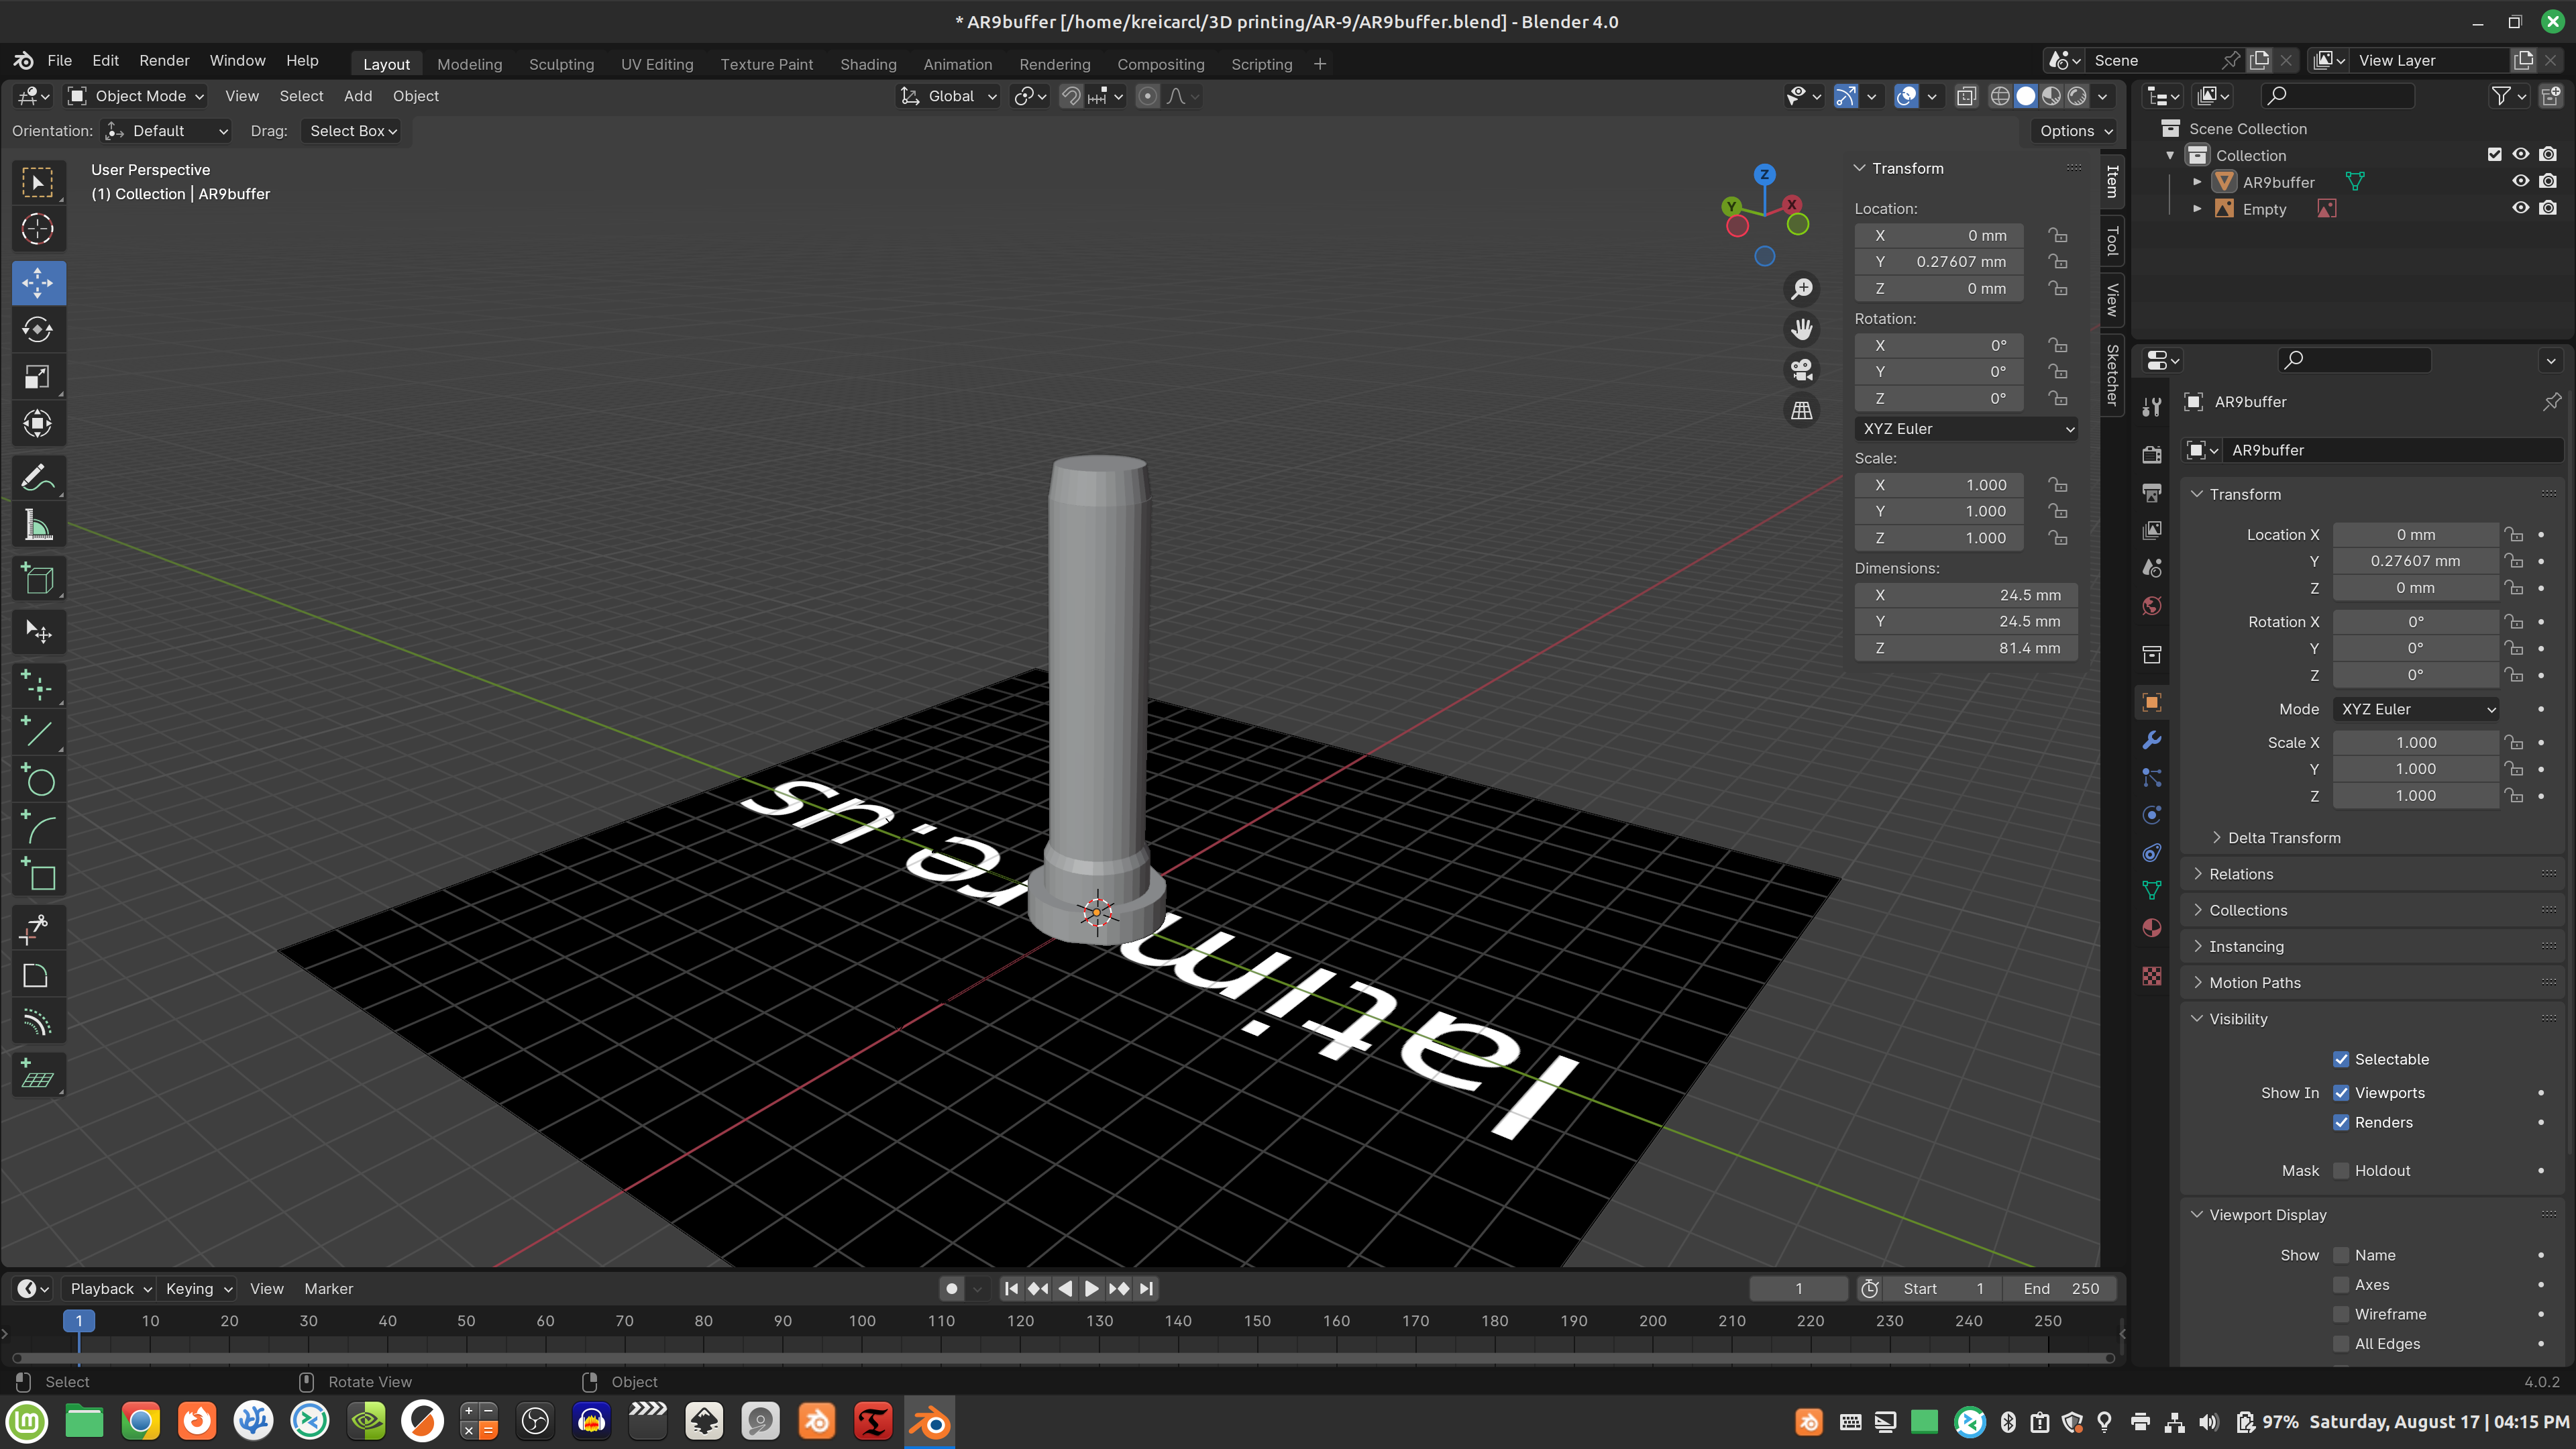 * AR9buffer [/home/kreicarcl/3D printing/AR-9/AR9buffer.blend] - Blender 4.0
File Edit Render Window Help
Layout Modeling Sculpting UV Editing Texture Paint Shading Animation Rendering Compositing Scripting +
Scene
View Layer
Object Mode View Select Add Object
Global
Orientation: Default Drag: Select Box
Options
User Perspective
(1) Collection | AR9buffer
Z
Y
X
Transform
Location:
X 0 mm
Y 0.27607 mm
Z 0 mm
Rotation:
X 0°
Y 0°
Z 0°
XYZ Euler
Scale:
X 1.000
Y 1.000
Z 1.000
Dimensions:
X 24.5 mm
Y 24.5 mm
Z 81.4 mm
Item
Tool
View
Sketcher
Scene Collection
Collection
AR9buffer
Empty
AR9buffer
AR9buffer
Transform
Location X 0 mm
Y 0.27607 mm
Z 0 mm
Rotation X 0°
Y 0°
Z 0°
Mode XYZ Euler
Scale X 1.000
Y 1.000
Z 1.000
Delta Transform
Relations
Collections
Instancing
Motion Paths
Visibility
Selectable
Show In Viewports
Renders
Mask Holdout
Viewport Display
Show Name
Axes
Wireframe
All Edges
Playback Keying View Marker
1
Start 1
End 250
1 10 20 30 40 50 60 70 80 90 100 110 120 130 140 150 160 170 180 190 200 210 220 230 240 250
Select
Rotate View
Object
4.0.2
97% Saturday, August 17 | 04:15 PM